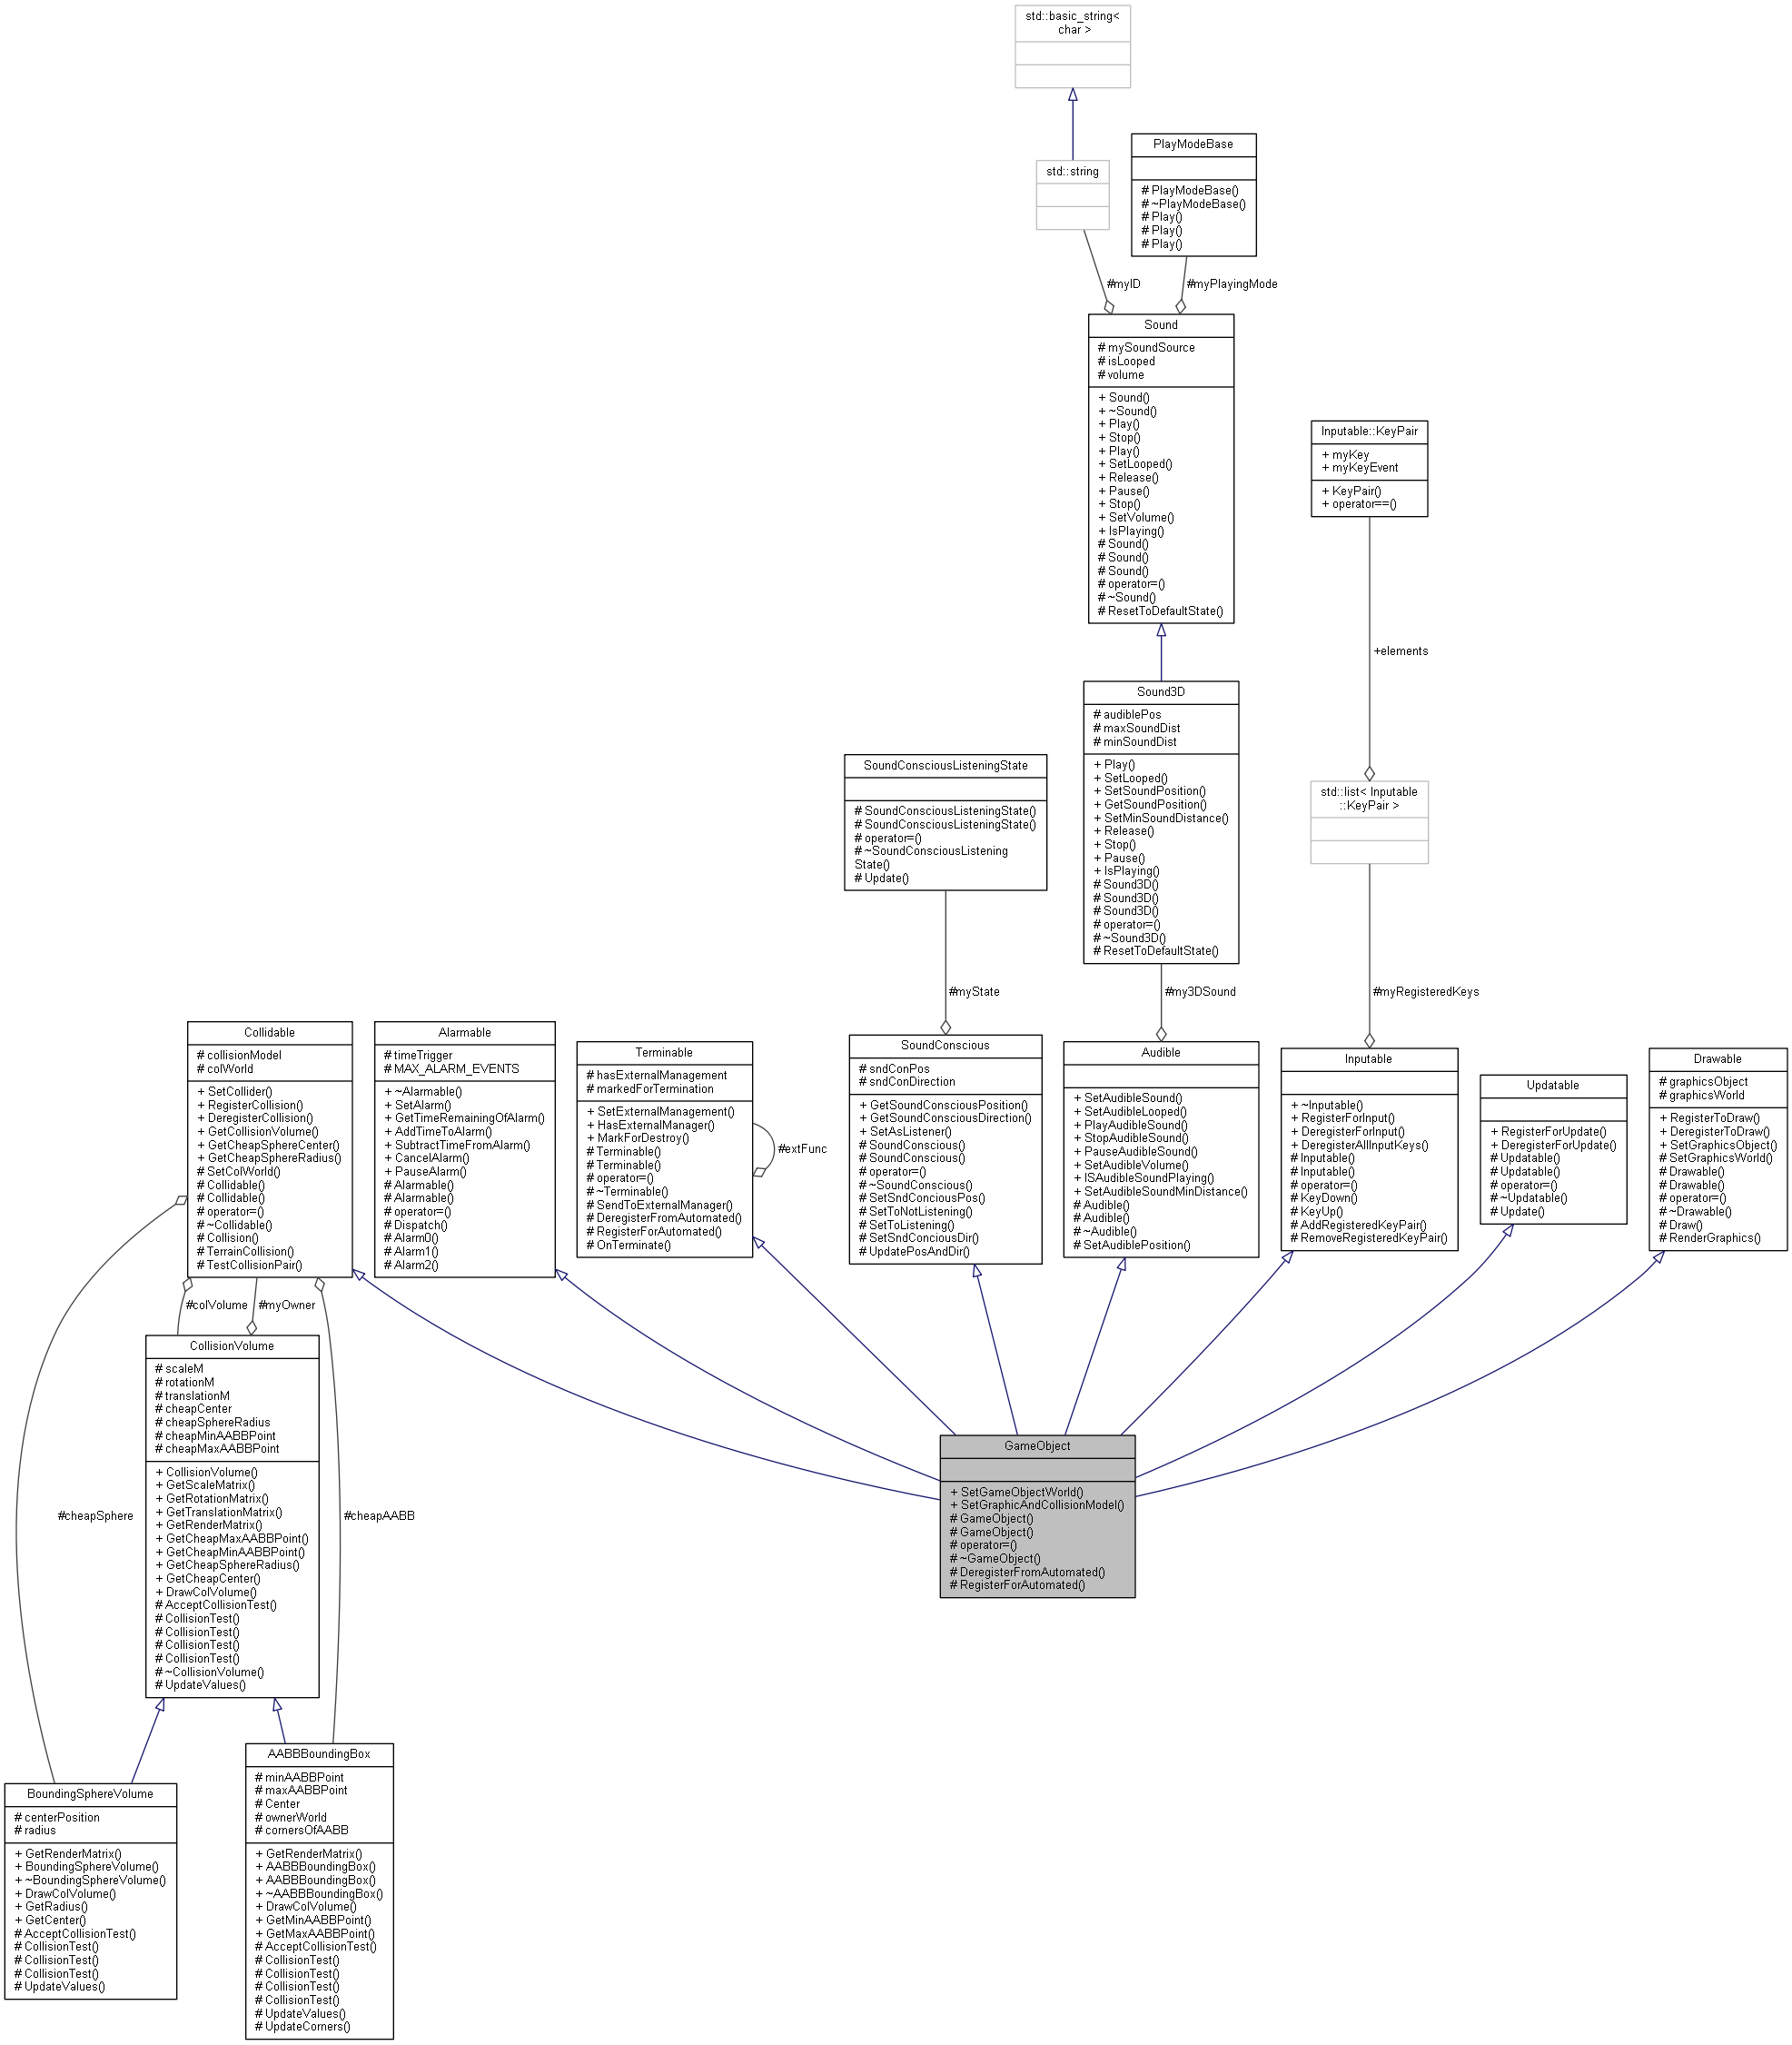 std::basic_string<
char >
std::string
PlayModeBase
# PlayModeBase()
# ~PlayModeBase()
# Play()
# Play()
# Play()
#myID
#myPlayingMode
Sound
# mySoundSource
# isLooped
# volume
+ Sound()
+ ~Sound()
+ Play()
+ Stop()
+ Play()
+ SetLooped()
+ Release()
+ Pause()
+ Stop()
+ SetVolume()
+ IsPlaying()
# Sound()
# Sound()
# Sound()
# operator=()
# ~Sound()
# ResetToDefaultState()
Inputable::KeyPair
+ myKey
+ myKeyEvent
+ KeyPair()
+ operator==()
+elements
Sound3D
# audiblePos
# maxSoundDist
# minSoundDist
+ Play()
+ SetLooped()
+ SetSoundPosition()
+ GetSoundPosition()
+ SetMinSoundDistance()
+ Release()
+ Stop()
+ Pause()
+ IsPlaying()
# Sound3D()
# Sound3D()
# Sound3D()
# operator=()
# ~Sound3D()
# ResetToDefaultState()
SoundConsciousListeningState
# SoundConsciousListeningState()
# SoundConsciousListeningState()
# operator=()
# ~SoundConsciousListening
State()
# Update()
std::list< Inputable
::KeyPair >
#myState
#my3DSound
#myRegisteredKeys
Collidable
# collisionModel
# colWorld
+ SetCollider()
+ RegisterCollision()
+ DeregisterCollision()
+ GetCollisionVolume()
+ GetCheapSphereCenter()
+ GetCheapSphereRadius()
# SetColWorld()
# Collidable()
# Collidable()
# operator=()
# ~Collidable()
# Collision()
# TerrainCollision()
# TestCollisionPair()
Alarmable
# timeTrigger
# MAX_ALARM_EVENTS
+ ~Alarmable()
+ SetAlarm()
+ GetTimeRemainingOfAlarm()
+ AddTimeToAlarm()
+ SubtractTimeFromAlarm()
+ CancelAlarm()
+ PauseAlarm()
# Alarmable()
# Alarmable()
# operator=()
# Dispatch()
# Alarm0()
# Alarm1()
# Alarm2()
Terminable
# hasExternalManagement
# markedForTermination
+ SetExternalManagement()
+ HasExternalManager()
+ MarkForDestroy()
# Terminable()
# Terminable()
# operator=()
# ~Terminable()
# SendToExternalManager()
# DeregisterFromAutomated()
# RegisterForAutomated()
# OnTerminate()
#extFunc
SoundConscious
# sndConPos
# sndConDirection
+ GetSoundConsciousPosition()
+ GetSoundConsciousDirection()
+ SetAsListener()
# SoundConscious()
# SoundConscious()
# operator=()
# ~SoundConscious()
# SetSndConciousPos()
# SetToNotListening()
# SetToListening()
# SetSndConciousDir()
# UpdatePosAndDir()
Audible
+ SetAudibleSound()
+ SetAudibleLooped()
+ PlayAudibleSound()
+ StopAudibleSound()
+ PauseAudibleSound()
+ SetAudibleVolume()
+ ISAudibleSoundPlaying()
+ SetAudibleSoundMinDistance()
# Audible()
# Audible()
# ~Audible()
# SetAudiblePosition()
Inputable
+ ~Inputable()
+ RegisterForInput()
+ DeregisterForInput()
+ DeregisterAllInputKeys()
# Inputable()
# Inputable()
# operator=()
# KeyDown()
# KeyUp()
# AddRegisteredKeyPair()
# RemoveRegisteredKeyPair()
Updatable
+ RegisterForUpdate()
+ DeregisterForUpdate()
# Updatable()
# Updatable()
# operator=()
# ~Updatable()
# Update()
Drawable
# graphicsObject
# graphicsWorld
+ RegisterToDraw()
+ DeregisterToDraw()
+ SetGraphicsObject()
# SetGraphicsWorld()
# Drawable()
# Drawable()
# operator=()
# ~Drawable()
# Draw()
# RenderGraphics()
#colVolume
#myOwner
CollisionVolume
# scaleM
# rotationM
# translationM
# cheapCenter
# cheapSphereRadius
# cheapMinAABBPoint
# cheapMaxAABBPoint
+ CollisionVolume()
+ GetScaleMatrix()
+ GetRotationMatrix()
+ GetTranslationMatrix()
+ GetRenderMatrix()
+ GetCheapMaxAABBPoint()
+ GetCheapMinAABBPoint()
+ GetCheapSphereRadius()
+ GetCheapCenter()
+ DrawColVolume()
# AcceptCollisionTest()
# CollisionTest()
# CollisionTest()
# CollisionTest()
# CollisionTest()
# ~CollisionVolume()
# UpdateValues()
#cheapSphere
#cheapAABB
GameObject
+ SetGameObjectWorld()
+ SetGraphicAndCollisionModel()
# GameObject()
# GameObject()
# operator=()
# ~GameObject()
# DeregisterFromAutomated()
# RegisterForAutomated()
BoundingSphereVolume
# centerPosition
# radius
+ GetRenderMatrix()
+ BoundingSphereVolume()
+ ~BoundingSphereVolume()
+ DrawColVolume()
+ GetRadius()
+ GetCenter()
# AcceptCollisionTest()
# CollisionTest()
# CollisionTest()
# CollisionTest()
# UpdateValues()
AABBBoundingBox
# minAABBPoint
# maxAABBPoint
# Center
# ownerWorld
# cornersOfAABB
+ GetRenderMatrix()
+ AABBBoundingBox()
+ AABBBoundingBox()
+ ~AABBBoundingBox()
+ DrawColVolume()
+ GetMinAABBPoint()
+ GetMaxAABBPoint()
# AcceptCollisionTest()
# CollisionTest()
# CollisionTest()
# CollisionTest()
# CollisionTest()
# UpdateValues()
# UpdateCorners()